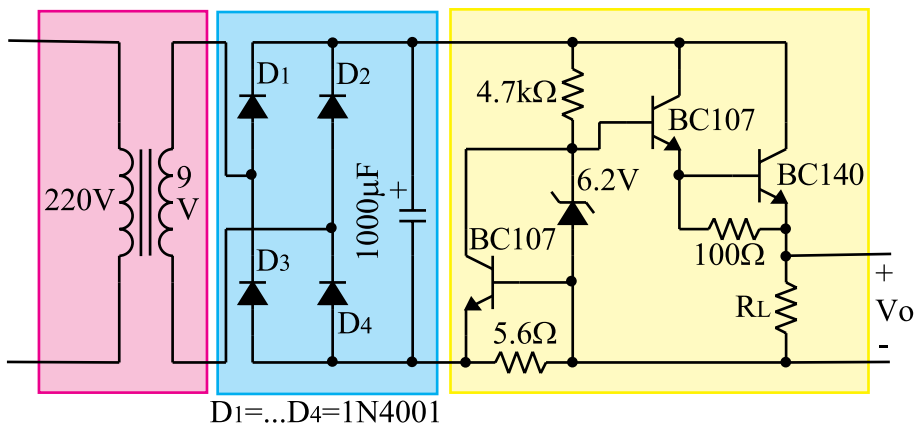 220V
9
V
D1
D2
D3
D4
1000µF
+
4.7kΩ
BC107
6.2V
BC140
BC107
100Ω
5.6Ω
RL
+
Vo
-
D1=...D4=1N4001